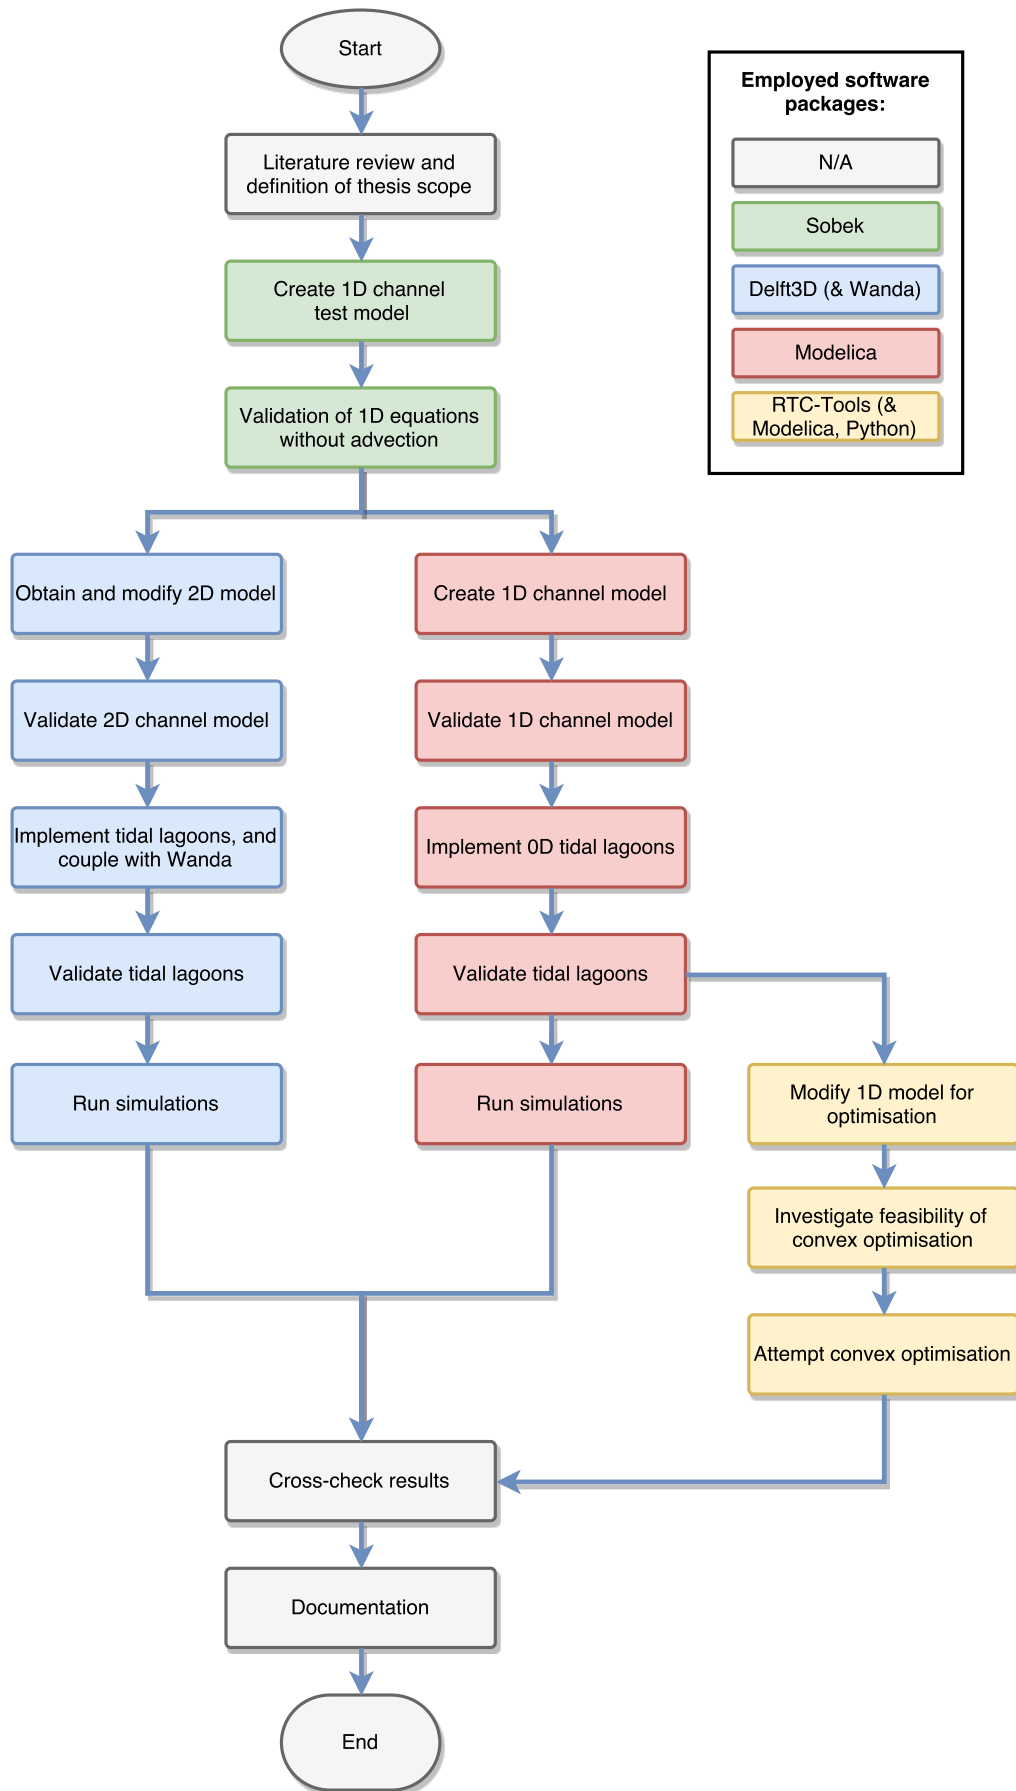 Start
Literature review and
definition of thesis scope
Create 1D channel
test model
Validation of 1D equations
without advection
Employed software
packages:
N/A
Sobek
Delft3D (& Wanda)
Modelica
RTC-Tools (&
Modelica, Python)
Obtain and modify 2D model
Validate 2D channel model
Implement tidal lagoons, and
couple with Wanda
Validate tidal lagoons
Run simulations
Create 1D channel model
Validate 1D channel model
Implement 0D tidal lagoons
Validate tidal lagoons
Run simulations
Modify 1D model for
optimisation
Investigate feasibility of
convex optimisation
Attempt convex optimisation
Cross-check results
Documentation
End